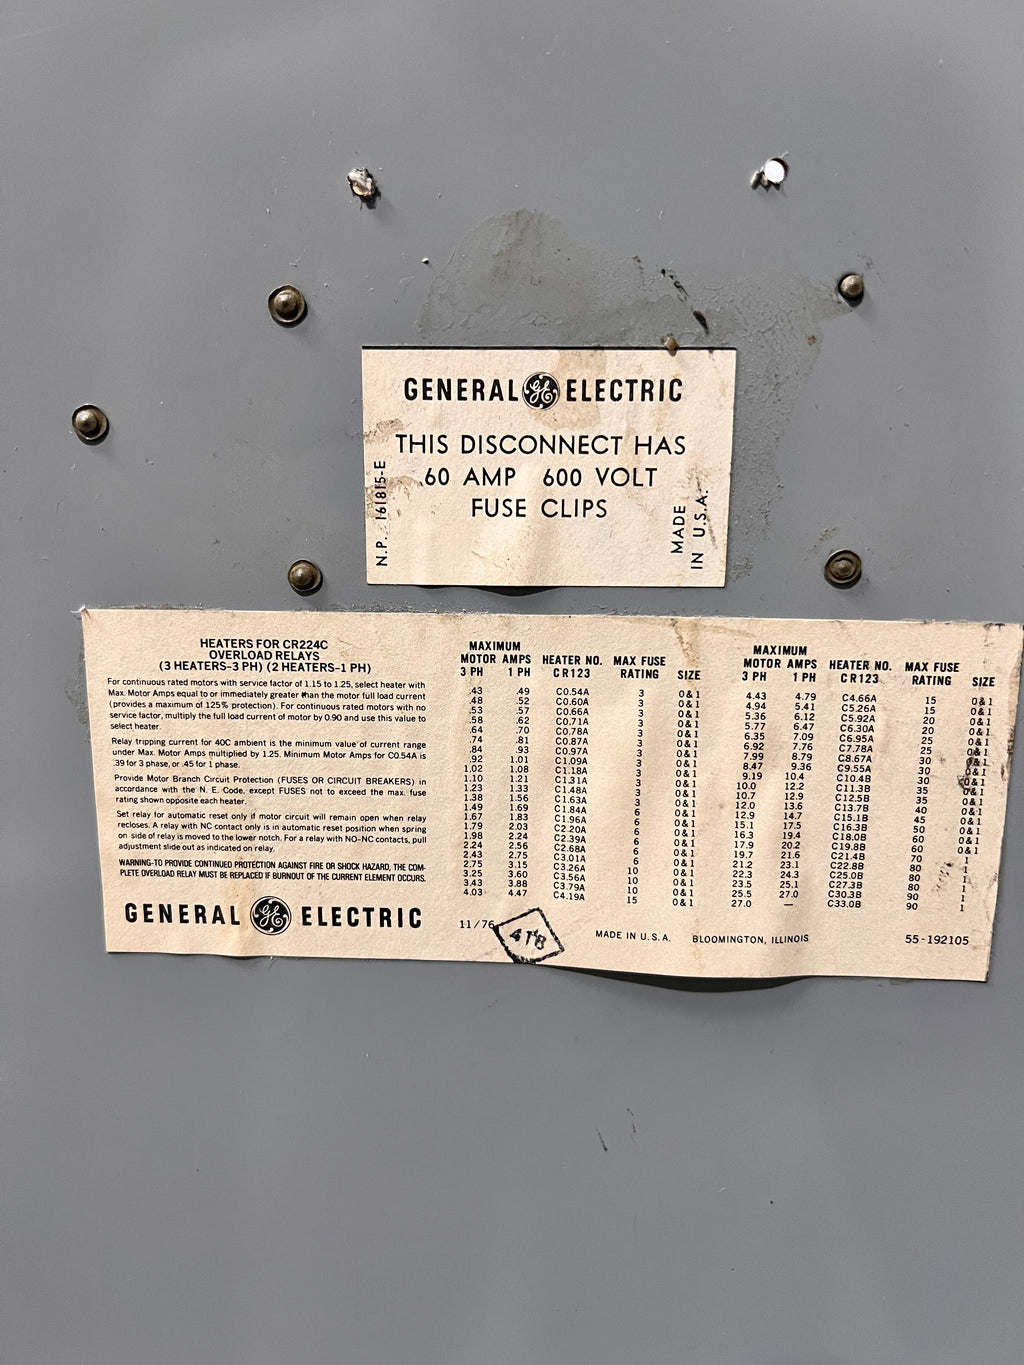 GENERAL GE ELECTRIC
THIS DISCONNECT HAS
60 AMP 600 VOLT
FUSE CLIPS
N.P. 161815-E
MADE
IN U.S.A.
HEATERS FOR CR224C
OVERLOAD RELAYS
(3 HEATERS-3 PH) (2 HEATERS-1 PH)
For continuous rated motors with service factor of 1.15 to 1.25, select heater with
Max. Motor Amps equal to or immediately greater than the motor full load current
(provides a maximum of 125% protection). For continuous rated motors with no
service factor, multiply the full load current of motor by 0.90 and use this value to
select heater.
Relay tripping current for 40C ambient is the minimum value of current range
under Max. Motor Amps multiplied by 1.25. Minimum Motor Amps for C0.54A is
.39 for 3 phase, or .45 for 1 phase.
Provide Motor Branch Circuit Protection (FUSES OR CIRCUIT BREAKERS) in
accordance with the N. E. Code, except FUSES not to exceed the max. fuse
rating shown opposite each heater.
Set relay for automatic reset only if motor circuit will remain open when relay
recloses. A relay with NC contact only is in automatic reset position when spring
on side of relay is moved to the lower notch. For a relay with NO-NC contacts, pull
adjustment slide out as indicated on relay.
WARNING-TO PROVIDE CONTINUED PROTECTION AGAINST FIRE OR SHOCK HAZARD, THE COM-
PLETE OVERLOAD RELAY MUST BE REPLACED IF BURNOUT OF THE CURRENT ELEMENT OCCURS.
GENERAL GE ELECTRIC
MAXIMUM
MOTOR AMPS HEATER NO. MAX FUSE
3 PH 1 PH CR123 RATING SIZE
.43 .49 C0.54A 3 0&1
.48 .52 C0.60A 3 0&1
.53 .57 C0.66A 3 0&1
.58 .62 C0.71A 3 0&1
.64 .70 C0.78A 3 0&1
.74 .81 C0.87A 3 0&1
.84 .93 C0.97A 3 0&1
.92 1.01 C1.09A 3 0&1
1.02 1.08 C1.18A 3 0&1
1.10 1.21 C1.31A 3 0&1
1.23 1.33 C1.48A 3 0&1
1.38 1.56 C1.63A 3 0&1
1.49 1.69 C1.84A 6 0&1
1.67 1.83 C1.96A 6 0&1
1.79 2.03 C2.20A 6 0&1
1.98 2.24 C2.39A 6 0&1
2.24 2.56 C2.68A 6 0&1
2.43 2.75 C3.01A 6 0&1
2.75 3.15 C3.26A 10 0&1
3.25 3.60 C3.56A 10 0&1
3.43 3.88 C3.79A 10 0&1
4.03 4.47 C4.19A 15 0&1
MAXIMUM
MOTOR AMPS HEATER NO. MAX FUSE
3 PH 1 PH CR123 RATING SIZE
4.43 4.79 C4.66A 15 0&1
4.94 5.41 C5.26A 15 0&1
5.36 6.12 C5.92A 20 0&1
5.77 6.47 C6.30A 20 0&1
6.35 7.09 C6.95A 25 0&1
6.92 7.76 C7.78A 25 0&1
7.99 8.79 C8.67A 30 0&1
8.47 9.36 C9.55A 30 0&1
9.19 10.4 C10.4B 30 0&1
10.0 12.2 C11.3B 35 0&1
10.7 12.9 C12.5B 35 0&1
12.0 13.6 C13.7B 40 0&1
12.9 14.7 C15.1B 45 0&1
15.1 17.5 C16.3B 50 0&1
16.3 19.4 C18.0B 60 0&1
17.9 20.2 C19.8B 60 0&1
19.7 21.6 C21.4B 70 1
21.2 23.1 C22.8B 80 1
22.3 24.3 C25.0B 80 1
23.5 25.1 C27.3B 80 1
25.5 27.0 C30.3B 90 1
27.0 — C33.0B 90 1
11/76
MADE IN U.S.A. BLOOMINGTON, ILLINOIS 55-192105